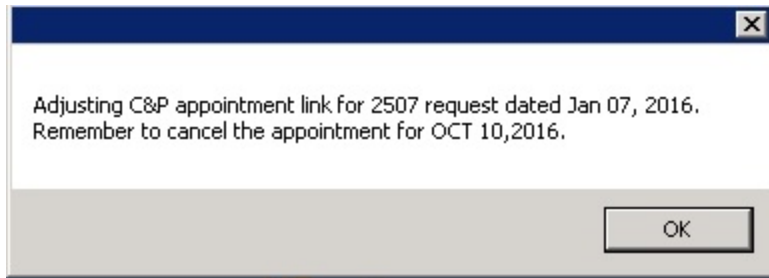 Adjusting C&P appointment link for 2507 request dated Jan 07, 2016.
Remember to cancel the appointment for OCT 10,2016.
OK